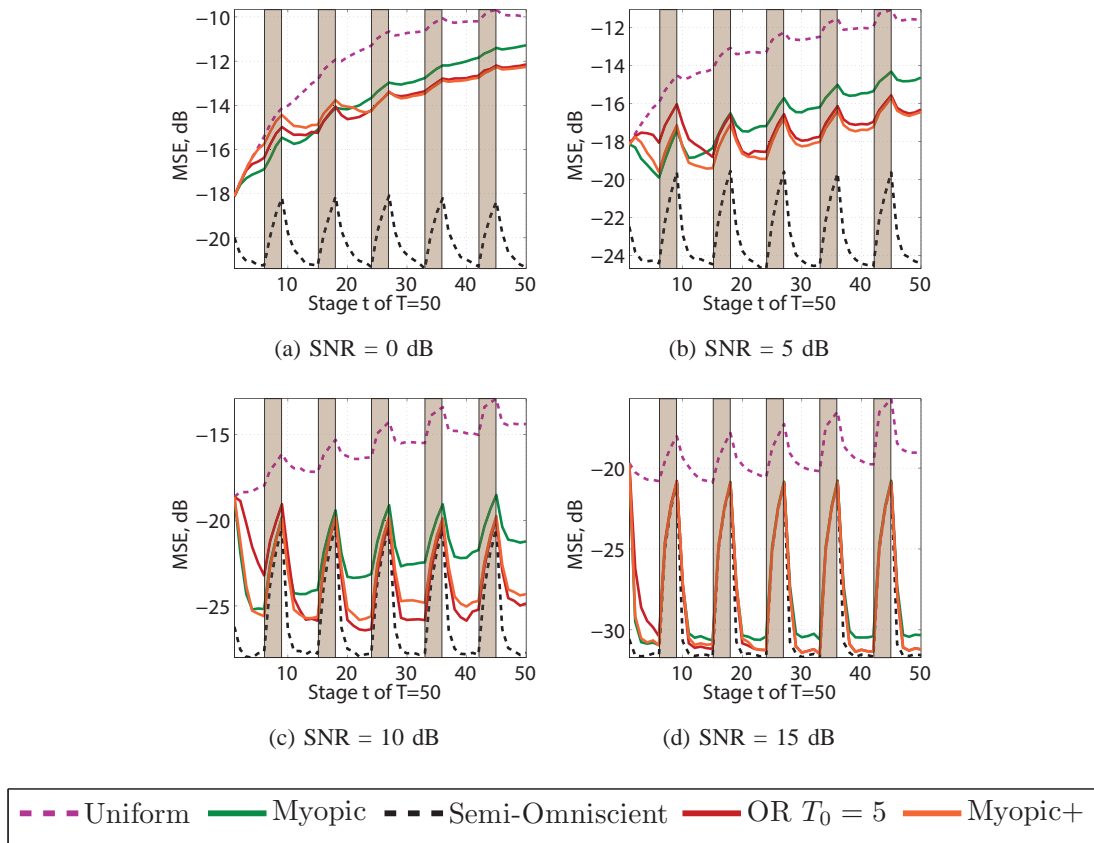 −10
−12
−14
−16
−18
−20
MSE, dB
10 20 30 40 50
Stage t of T=50
(a) SNR = 0 dB
−12
−14
−16
−18
−20
−22
−24
MSE, dB
10 20 30 40 50
Stage t of T=50
(b) SNR = 5 dB
−15
−20
−25
MSE, dB
10 20 30 40 50
Stage t of T=50
(c) SNR = 10 dB
−20
−25
−30
MSE, dB
10 20 30 40 50
Stage t of T=50
(d) SNR = 15 dB
Uniform Myopic Semi-Omniscient OR T₀ = 5 Myopic+